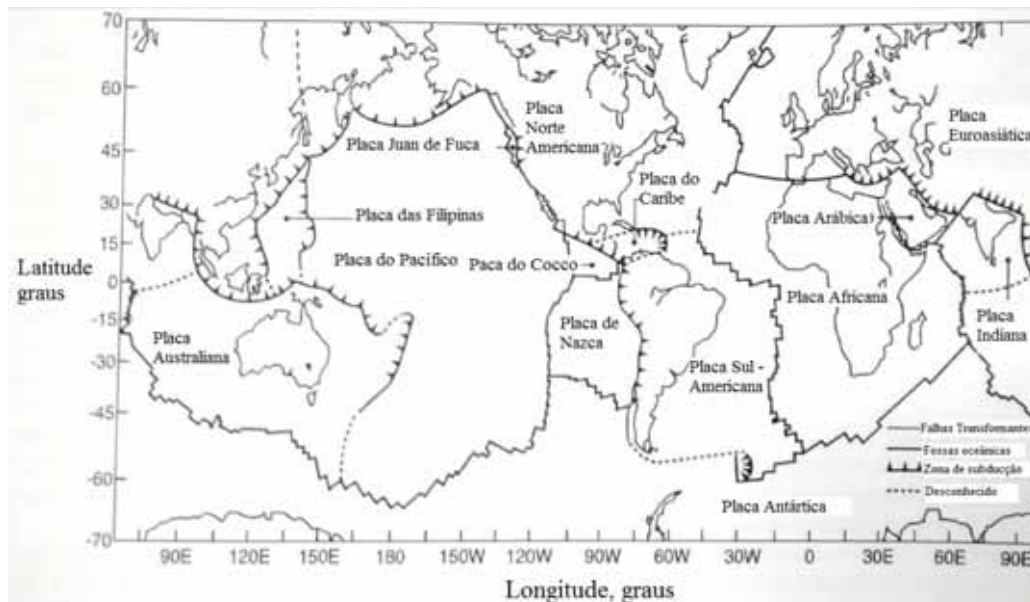 70
60
45
30
15
0
-15
-30
-45
-60
-70
Latitude
graus
Placa
Norte
Americana
Placa Juan de Fuca
Placa
Euroasiática
Placa do
Caribe
Placa das Filipinas
Placa Arábica
Placa do Pacifico
Paca do Cocco
Placa Africana
Placa
Indiana
Placa
Australiana
Placa de
Nazca
Placa Sul -
Americana
Placa Antártica
Falhas Transformantes
Fossas oceânicas
Zona de subducção
Desconhecido
90E 120E 150E 180 150W 120W 90W 60W 30W 0 30E 60E 90E
Longitude, graus